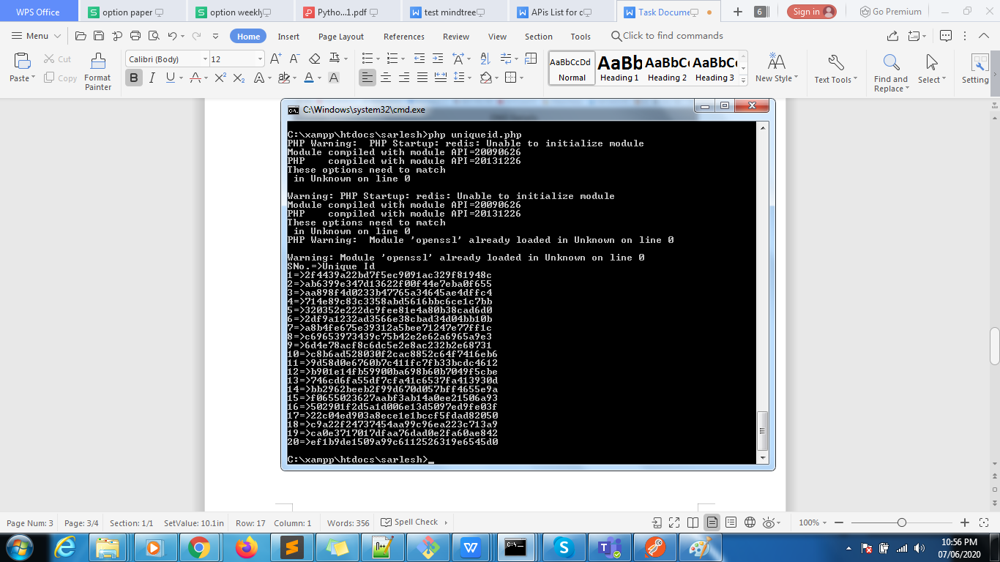 WPS Office
option paper
option weekly
Pytho...1.pdf
test mindtree
APIs List for c
Task Docume
6
Sign in
Go Premium
Menu
Home
Insert
Page Layout
References
Review
View
Section
Tools
Click to find commands
Paste
Cut
Copy
Format Painter
Calibri (Body)
12
AaBbCcDd
Normal
AaBb
Heading 1
AaBbC
Heading 2
AaBbC
Heading 3
New Style
Text Tools
Find and Replace
Select
Setting
C:\Windows\system32\cmd.exe
C:\xampp\htdocs\sarlesh>php uniqueid.php
PHP Warning:  PHP Startup: redis: Unable to initialize module
Module compiled with module API=20090626
PHP    compiled with module API=20131226
These options need to match
 in Unknown on line 0
Warning: PHP Startup: redis: Unable to initialize module
Module compiled with module API=20090626
PHP    compiled with module API=20131226
These options need to match
 in Unknown on line 0
PHP Warning:  Module 'openssl' already loaded in Unknown on line 0
Warning: Module 'openssl' already loaded in Unknown on line 0
SNo.=>Unique Id
1=>2f4439a22bd7f5ec9091ac329f81948c
2=>ab6399e347d13622f00f44e7eba0f655
3=>aa898f4d0233b47765a34645ae4dffc4
4=>714e89c83c3358abd5616bbc6ce1c7bb
5=>320352e222dc9fee81e4a80b38cad6d0
6=>2df9a1232ad3566e38cbad34d04bb10b
7=>a8b4fe675e39312a5bee71247e77ff1c
8=>c69653973439c75b42e2e62a6965a9e3
9=>6d4e78acf8c6dc5e2e8ac232b2e68731
10=>c8b6ad528030f2cac8852c64f7416eb6
11=>9d58d0e6760b7c411fc7fb33bcdc4612
12=>b901e14fb59900ba698b60b7049f5cbe
13=>746cd6fa55df7cfa41c6537fa413930d
14=>bb2962beeb2f99d670d057bff4655e9a
15=>f0655023627aabf3ab14a0ee21506a93
16=>502901f2d5a1d006e13d5097ed9fe03f
17=>22c04ed903a8ece1e1bccf5fdad82050
18=>c9a22f24737454aa99c96ea223c713a9
19=>ca0e3717017dfaa76dad0e2fa60ae842
20=>ef1b9de1509a99c6112526319e6545d0
C:\xampp\htdocs\sarlesh>_
Page Num: 3
Page: 3/4
Section: 1/1
SetValue: 10.1in
Row: 17
Column: 1
Words: 356
Spell Check
100%
10:56 PM
07/06/2020